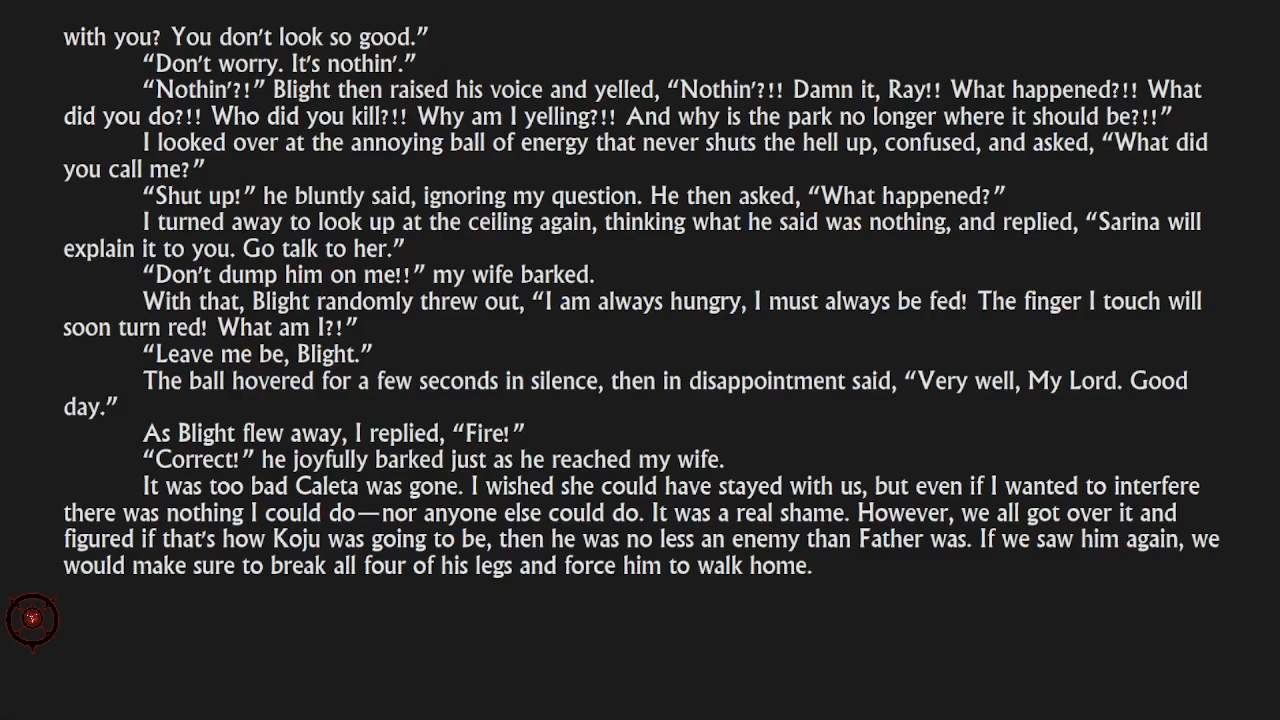 with you? You don't look so good.”
“Don't worry. It's nothin'.”
“Nothin'?!” Blight then raised his voice and yelled, “Nothin'?!! Damn it, Ray!! What happened?!! What
did you do?!! Who did you kill?!! Why am I yelling?!! And why is the park no longer where it should be?!!”
I looked over at the annoying ball of energy that never shuts the hell up, confused, and asked, “What did
you call me?”
“Shut up!” he bluntly said, ignoring my question. He then asked, “What happened?”
I turned away to look up at the ceiling again, thinking what he said was nothing, and replied, “Sarina will
explain it to you. Go talk to her.”
“Don't dump him on me!!” my wife barked.
With that, Blight randomly threw out, “I am always hungry, I must always be fed! The finger I touch will
soon turn red! What am I?!”
“Leave me be, Blight.”
The ball hovered for a few seconds in silence, then in disappointment said, “Very well, My Lord. Good
day.”
As Blight flew away, I replied, “Fire!”
“Correct!” he joyfully barked just as he reached my wife.
It was too bad Caleta was gone. I wished she could have stayed with us, but even if I wanted to interfere
there was nothing I could do—nor anyone else could do. It was a real shame. However, we all got over it and
figured if that's how Koju was going to be, then he was no less an enemy than Father was. If we saw him again, we
would make sure to break all four of his legs and force him to walk home.